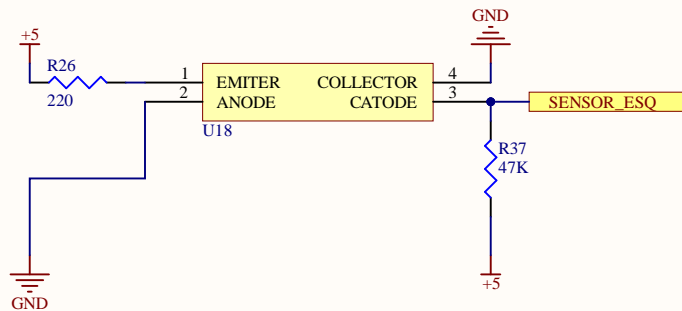 GND
+5
R26
220
1
2
EMITER
ANODE
COLLECTOR
CATODE
4
3
U18
SENSOR_ESQ
R37
47K
+5
GND